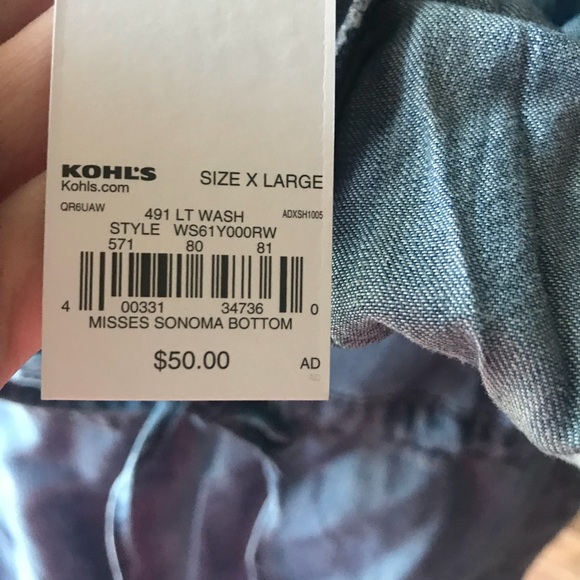 KOHL'S
Kohls.com
SIZE X LARGE
QR6UAW 491 LT WASH ADXSH1005
STYLE WS61Y000RW
571 80 81
4 00331 34736 0
MISSES SONOMA BOTTOM
$50.00 AD